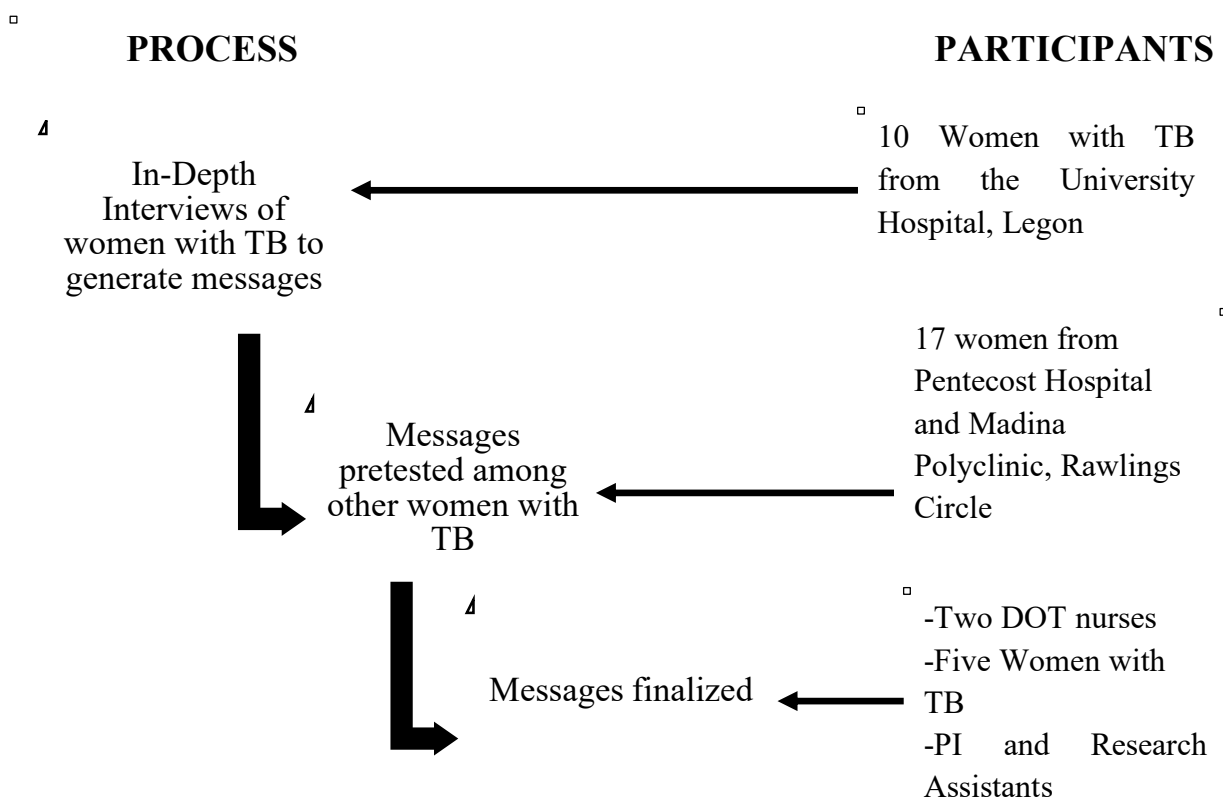 PROCESS
PARTICIPANTS
In-Depth
Interviews of
women with TB to
generate messages
10 Women with TB
from the University
Hospital, Legon
Messages
pretested among
other women with
TB
17 women from
Pentecost Hospital
and Madina
Polyclinic, Rawlings
Circle
Messages finalized
-Two DOT nurses
-Five Women with
TB
-PI and Research
Assistants